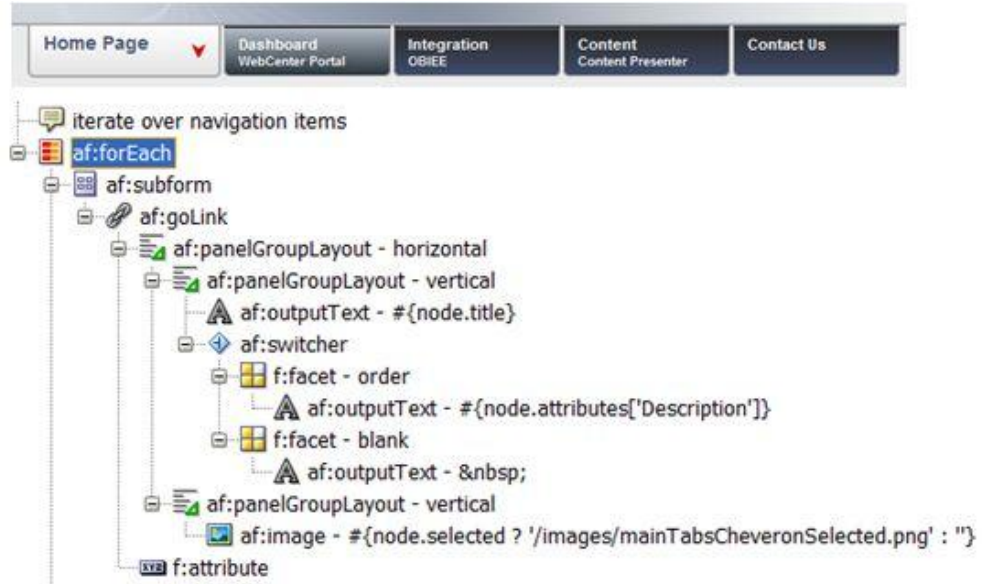 Home Page
Dashboard
WebCenter Portal
Integration
OBIEE
Content
Content Presenter
Contact Us
iterate over navigation items
af:forEach
af:subform
af:goLink
af:panelGroupLayout - horizontal
af:panelGroupLayout - vertical
af:outputText - #{node.title}
af:switcher
f:facet - order
af:outputText - #{node.attributes['Description']}
f:facet - blank
af:outputText - &nbsp;
af:panelGroupLayout - vertical
af:image - #{node.selected ? '/images/mainTabsCheveronSelected.png' : ''}
XYZ f:attribute